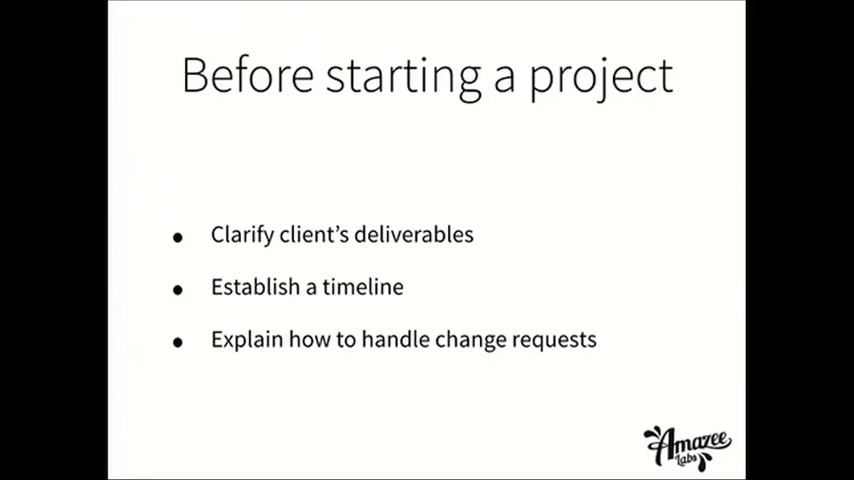 Before starting a project
• Clarify client's deliverables
• Establish a timeline
• Explain how to handle change requests
Amazee
Labs